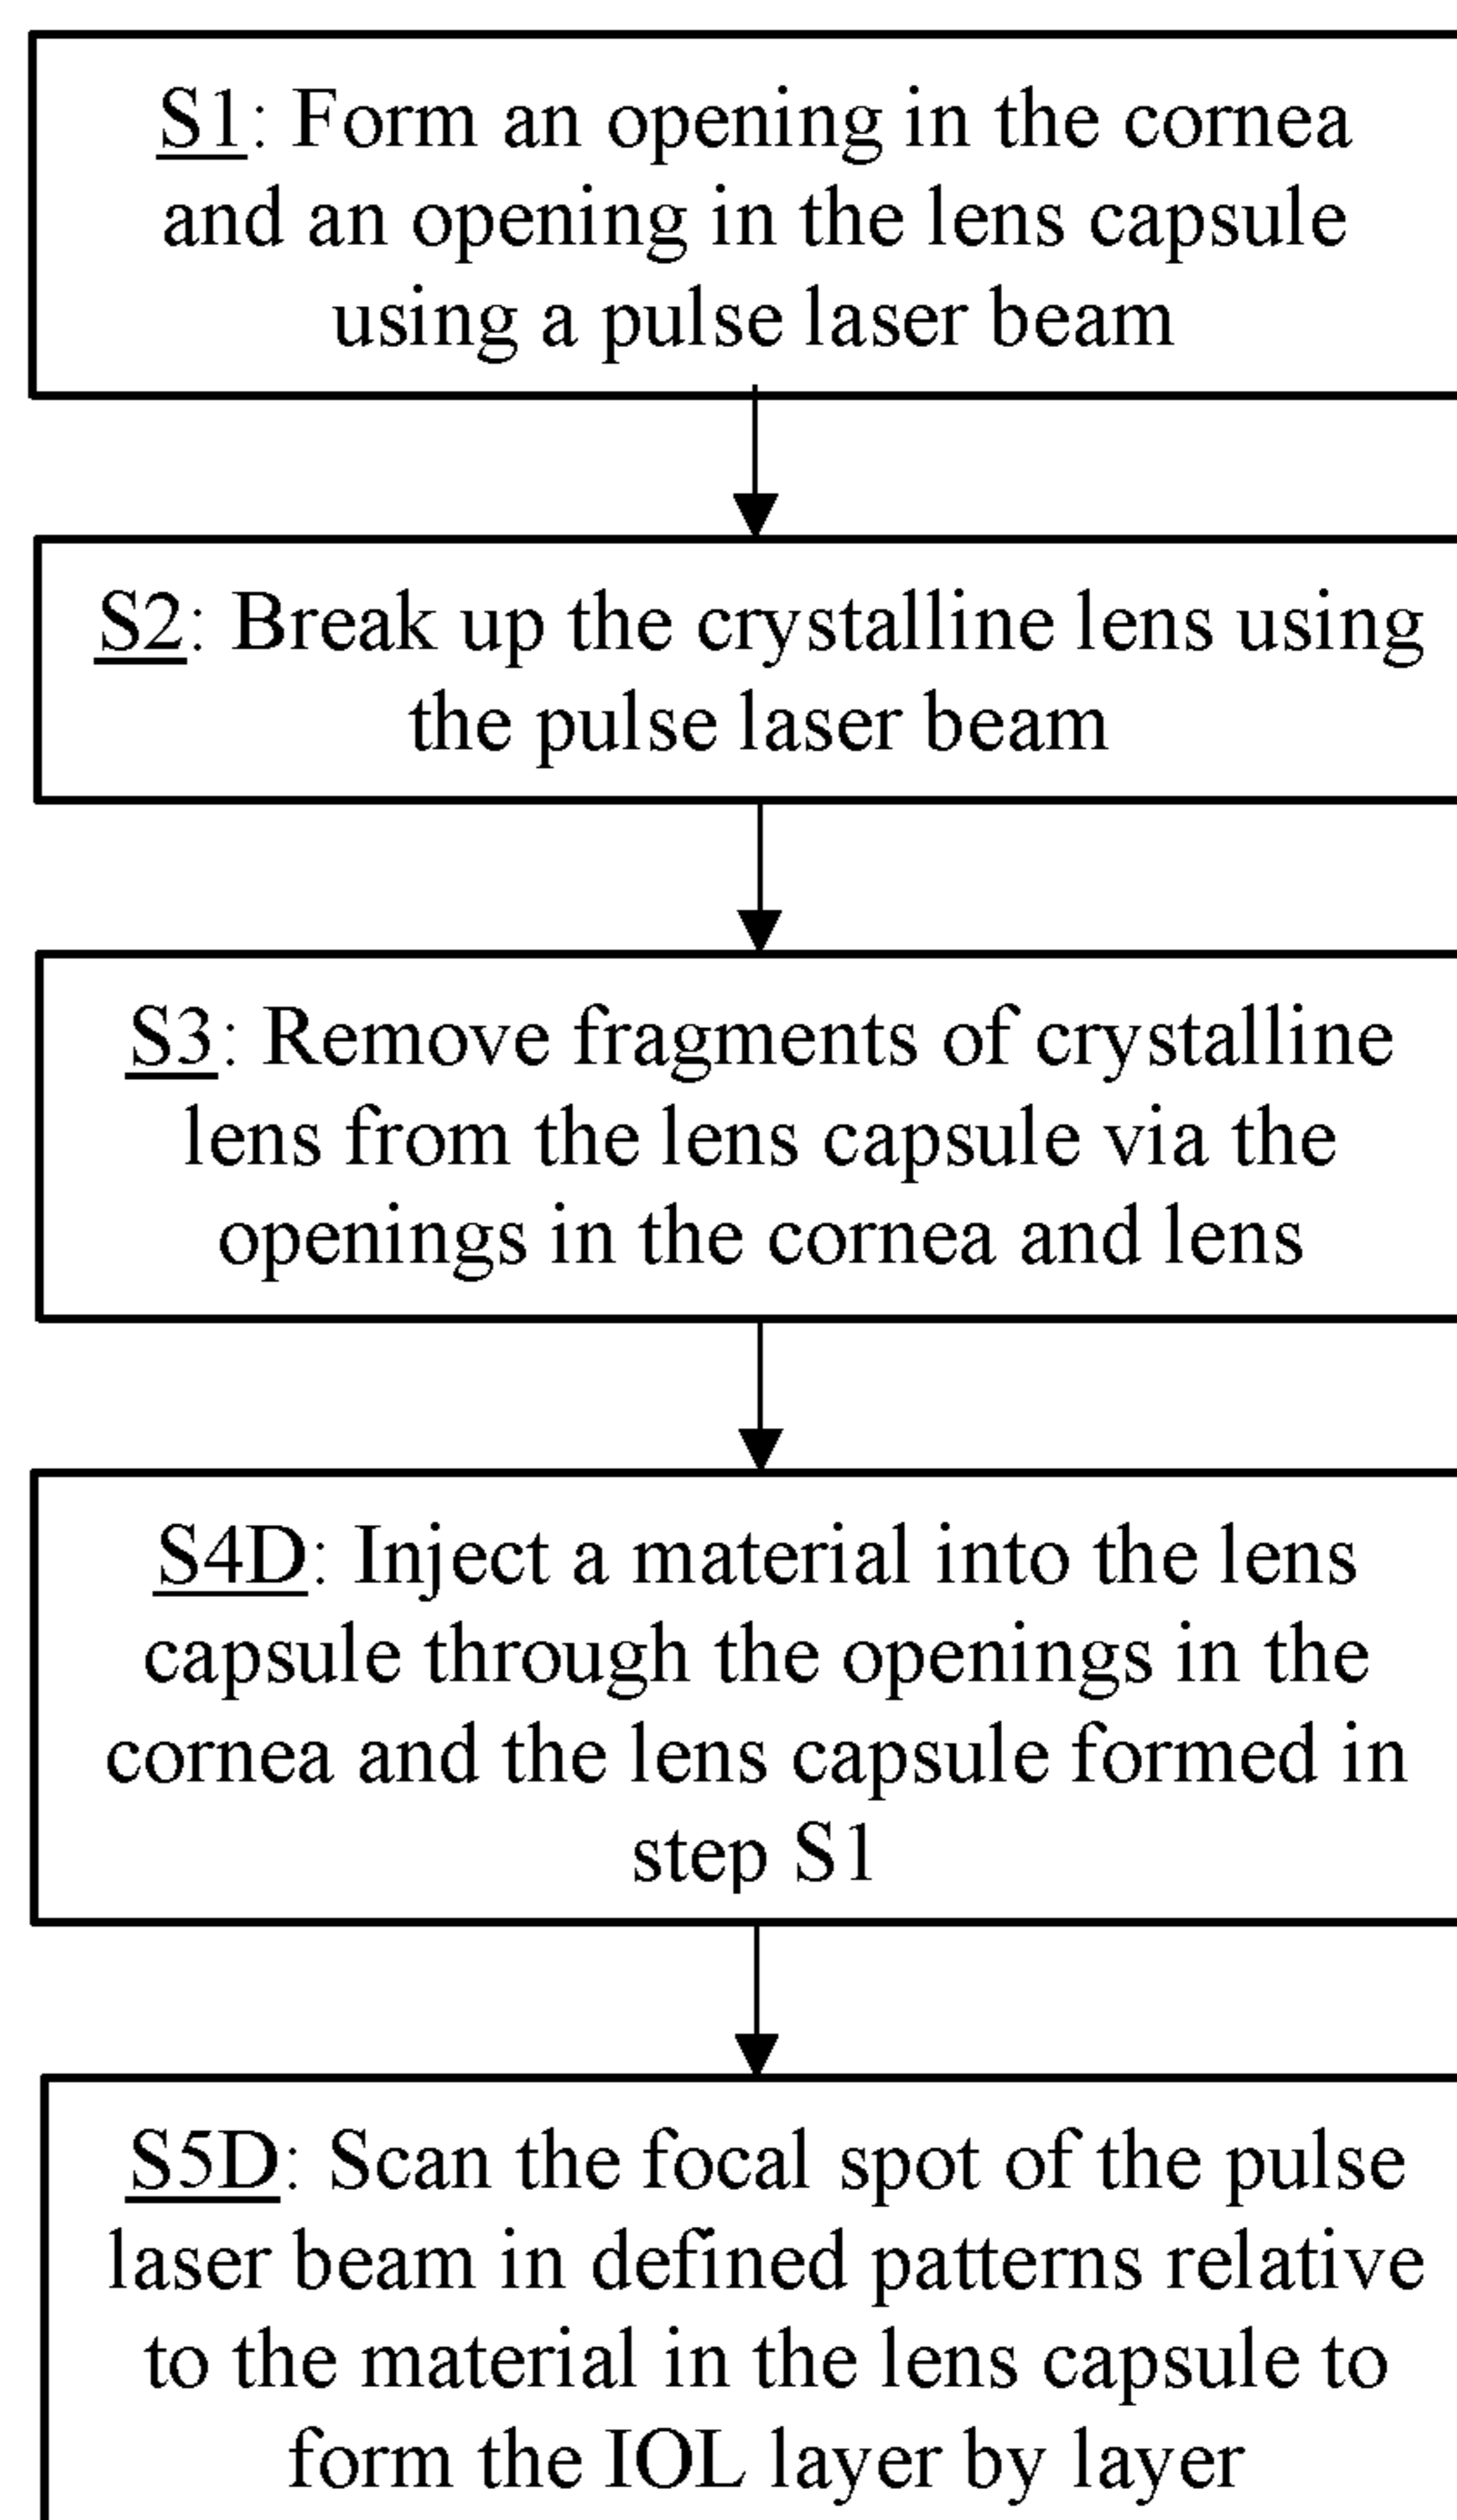 S1: Form an opening in the cornea
and an opening in the lens capsule
using a pulse laser beam
S2: Break up the crystalline lens using
the pulse laser beam
S3: Remove fragments of crystalline
lens from the lens capsule via the
openings in the cornea and lens
S4D: Inject a material into the lens
capsule through the openings in the
cornea and the lens capsule formed in
step S1
S5D: Scan the focal spot of the pulse
laser beam in defined patterns relative
to the material in the lens capsule to
form the IOL layer by layer